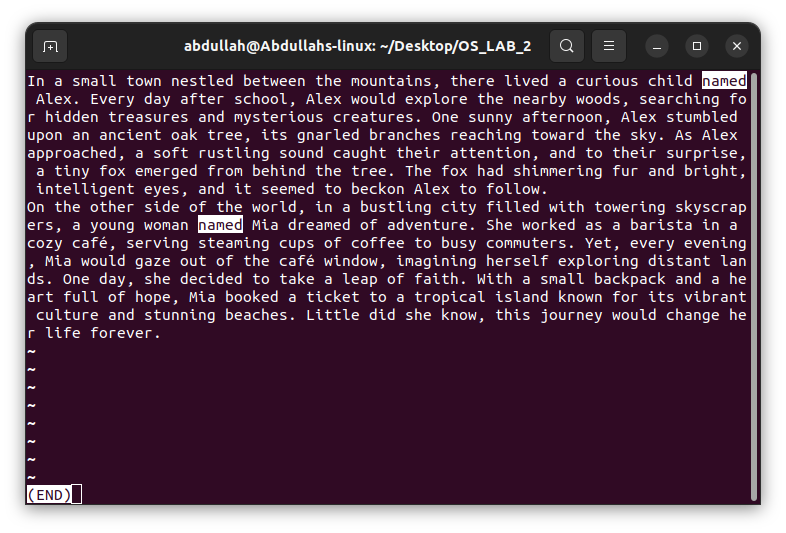 abdullah@Abdullahs-linux: ~/Desktop/OS_LAB_2
In a small town nestled between the mountains, there lived a curious child named
 Alex. Every day after school, Alex would explore the nearby woods, searching fo
r hidden treasures and mysterious creatures. One sunny afternoon, Alex stumbled
upon an ancient oak tree, its gnarled branches reaching toward the sky. As Alex
approached, a soft rustling sound caught their attention, and to their surprise,
 a tiny fox emerged from behind the tree. The fox had shimmering fur and bright,
 intelligent eyes, and it seemed to beckon Alex to follow.
On the other side of the world, in a bustling city filled with towering skyscrap
ers, a young woman named Mia dreamed of adventure. She worked as a barista in a
cozy café, serving steaming cups of coffee to busy commuters. Yet, every evening
, Mia would gaze out of the café window, imagining herself exploring distant lan
ds. One day, she decided to take a leap of faith. With a small backpack and a he
art full of hope, Mia booked a ticket to a tropical island known for its vibrant
 culture and stunning beaches. Little did she know, this journey would change he
r life forever.
~
~
~
~
~
~
~
~
(END)